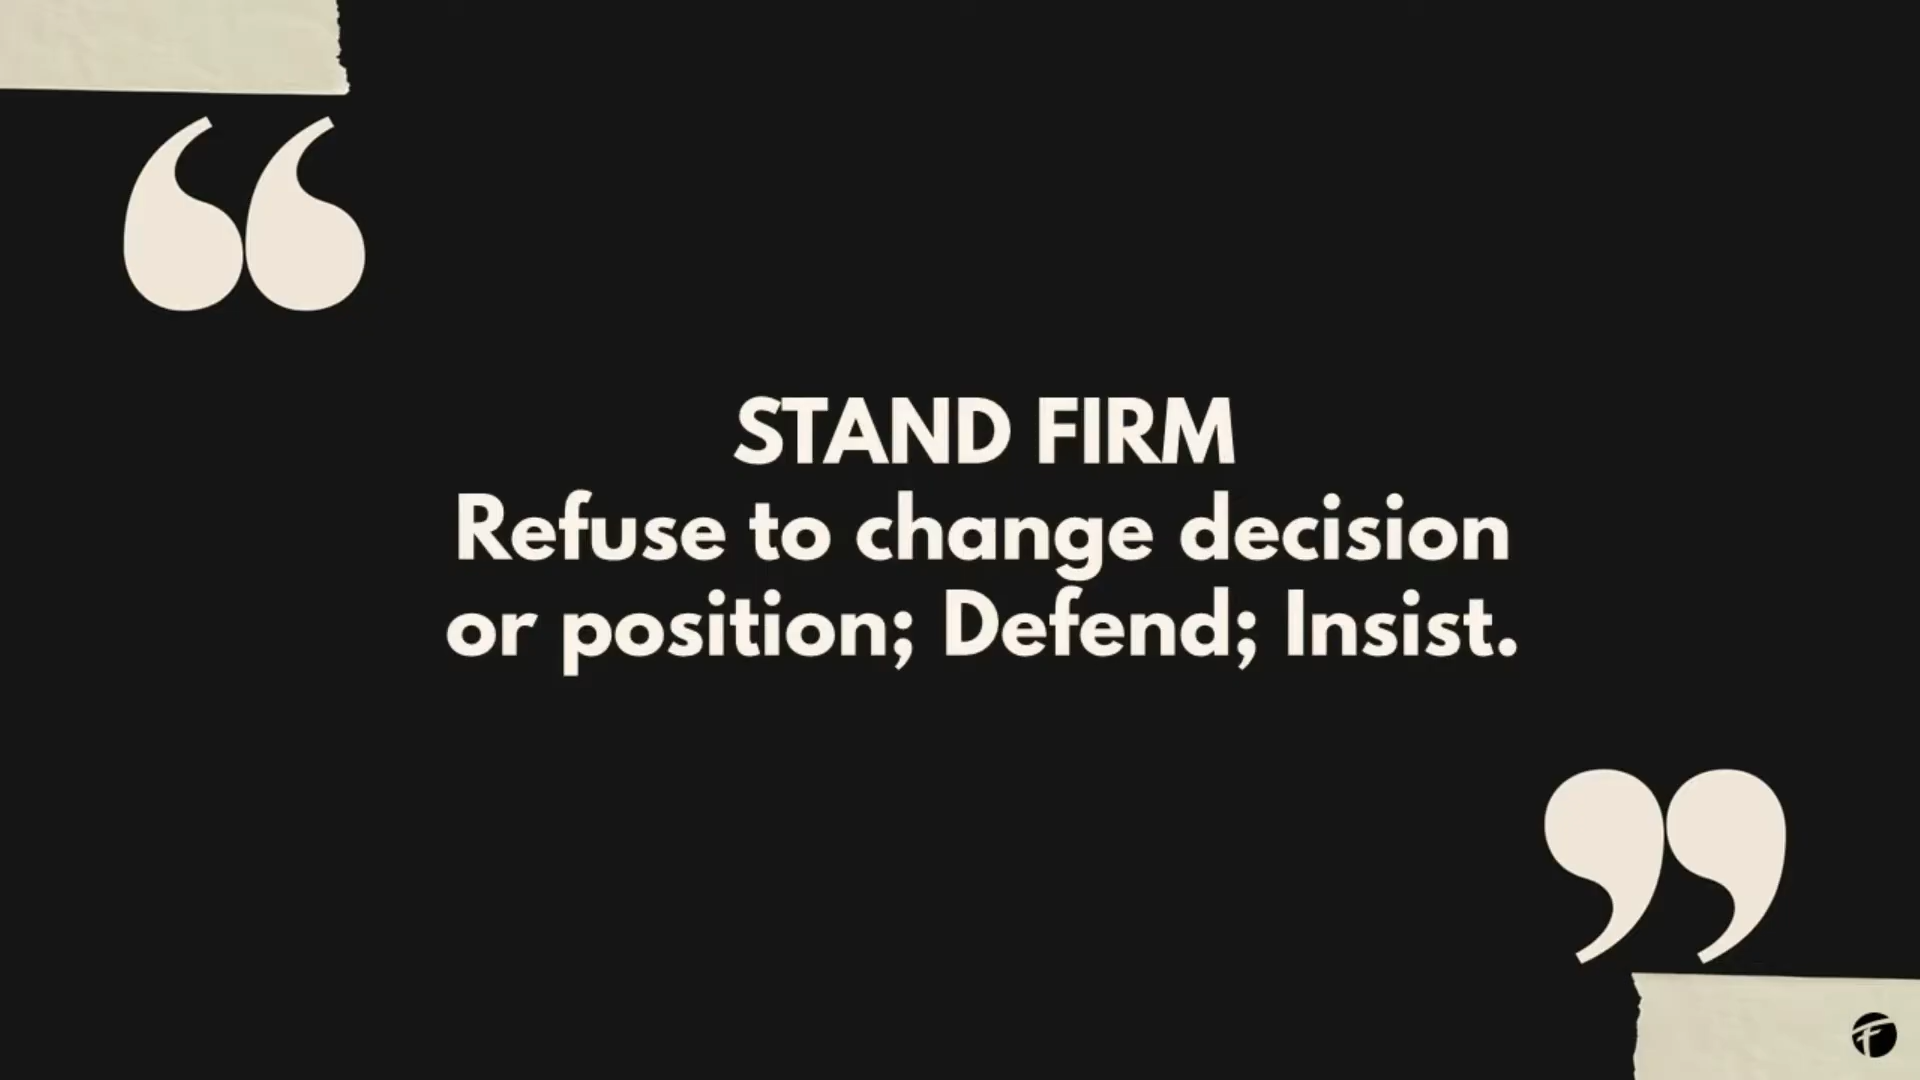 STAND FIRM
Refuse to change decision
or position; Defend; Insist.